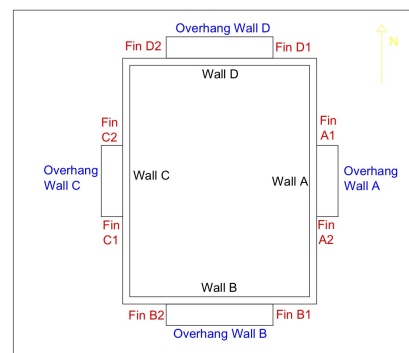 Overhang Wall D
Fin D2
Fin D1
N
Wall D
Fin
C2
Fin
A1
Overhang
Wall C
Wall C
Wall A
Overhang
Wall A
Fin
C1
Fin
A2
Wall B
Fin B2
Fin B1
Overhang Wall B